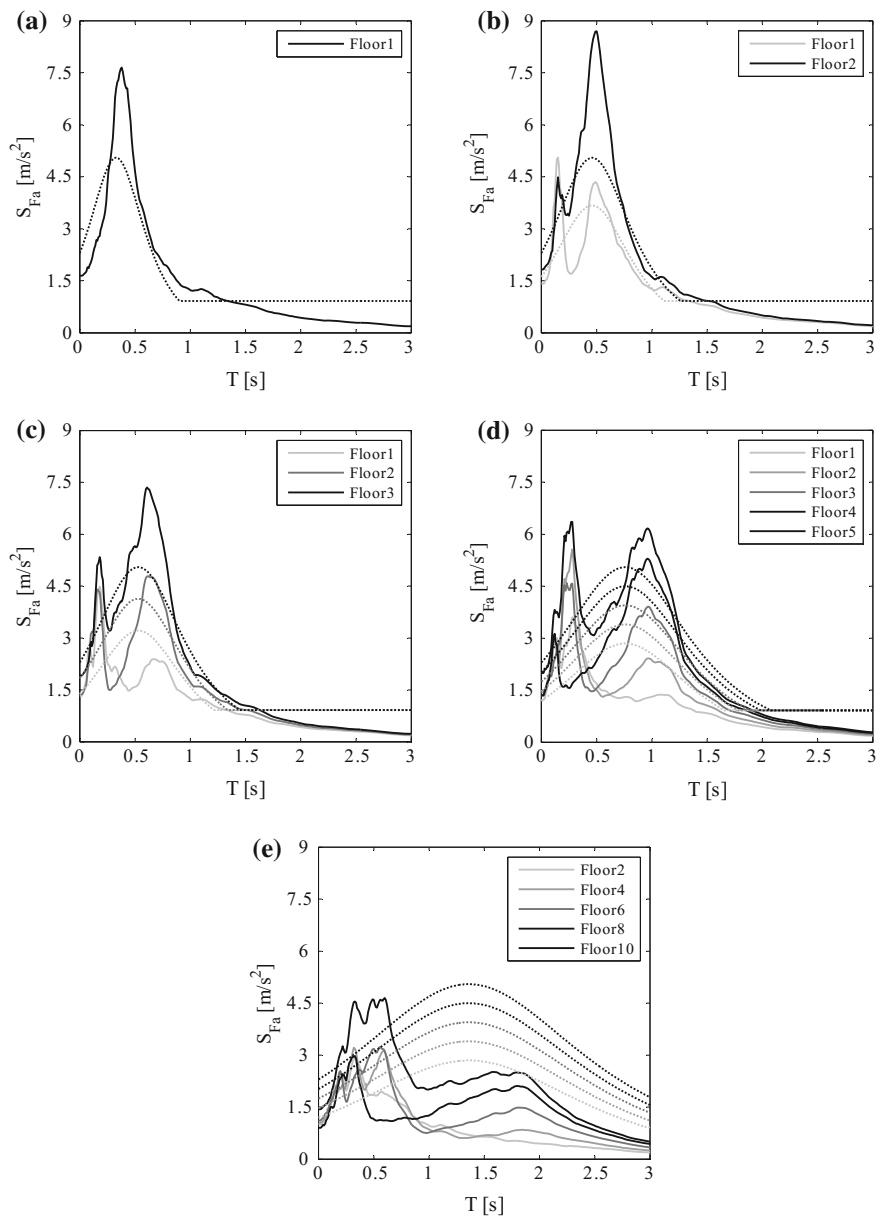 (a)
9
7.5
6
4.5
3
1.5
0
S_Fa [m/s²]
0 0.5 1 1.5 2 2.5 3
T [s]
Floor1
(b)
9
7.5
6
4.5
3
1.5
0
S_Fa [m/s²]
0 0.5 1 1.5 2 2.5 3
T [s]
Floor1
Floor2
(c)
9
7.5
6
4.5
3
1.5
0
S_Fa [m/s²]
0 0.5 1 1.5 2 2.5 3
T [s]
Floor1
Floor2
Floor3
(d)
9
7.5
6
4.5
3
1.5
0
S_Fa [m/s²]
0 0.5 1 1.5 2 2.5 3
T [s]
Floor1
Floor2
Floor3
Floor4
Floor5
(e)
9
7.5
6
4.5
3
1.5
0
S_Fa [m/s²]
0 0.5 1 1.5 2 2.5 3
T [s]
Floor2
Floor4
Floor6
Floor8
Floor10